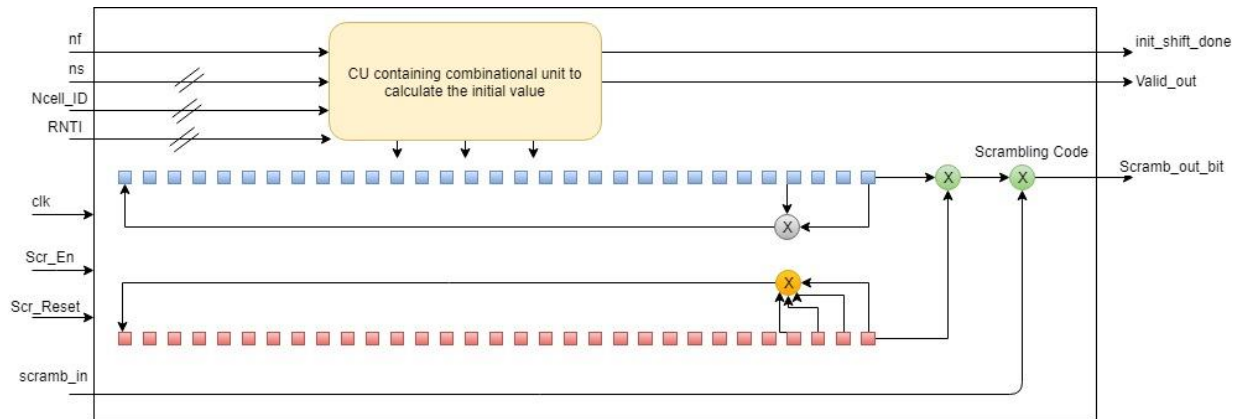 nf
ns
Ncell_ID
RNTI
CU containing combinational unit to
calculate the initial value
init_shift_done
Valid_out
Scrambling Code
X
X
Scramb_out_bit
clk
X
Scr_En
X
Scr_Reset
scramb_in